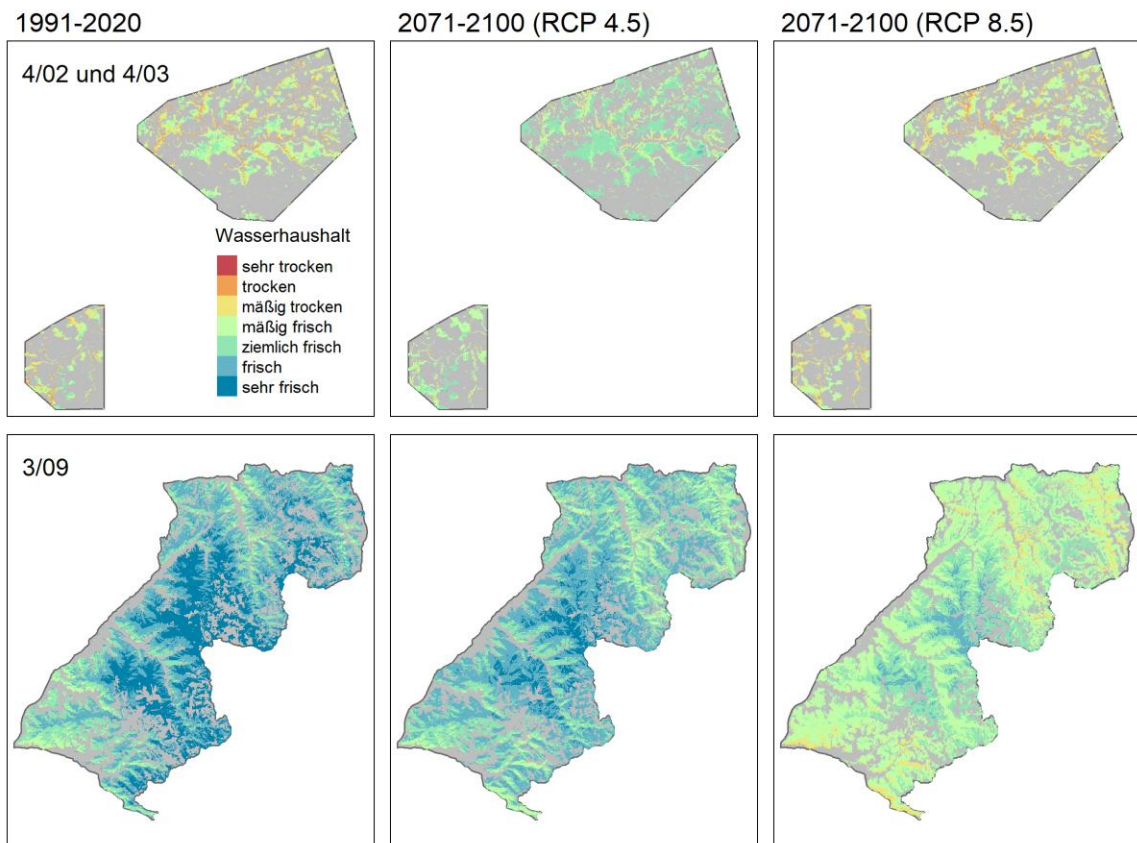 1991-2020
2071-2100 (RCP 4.5)
2071-2100 (RCP 8.5)
4/02 und 4/03
Wasserhaushalt
sehr trocken
trocken
mäßig trocken
mäßig frisch
ziemlich frisch
frisch
sehr frisch
3/09